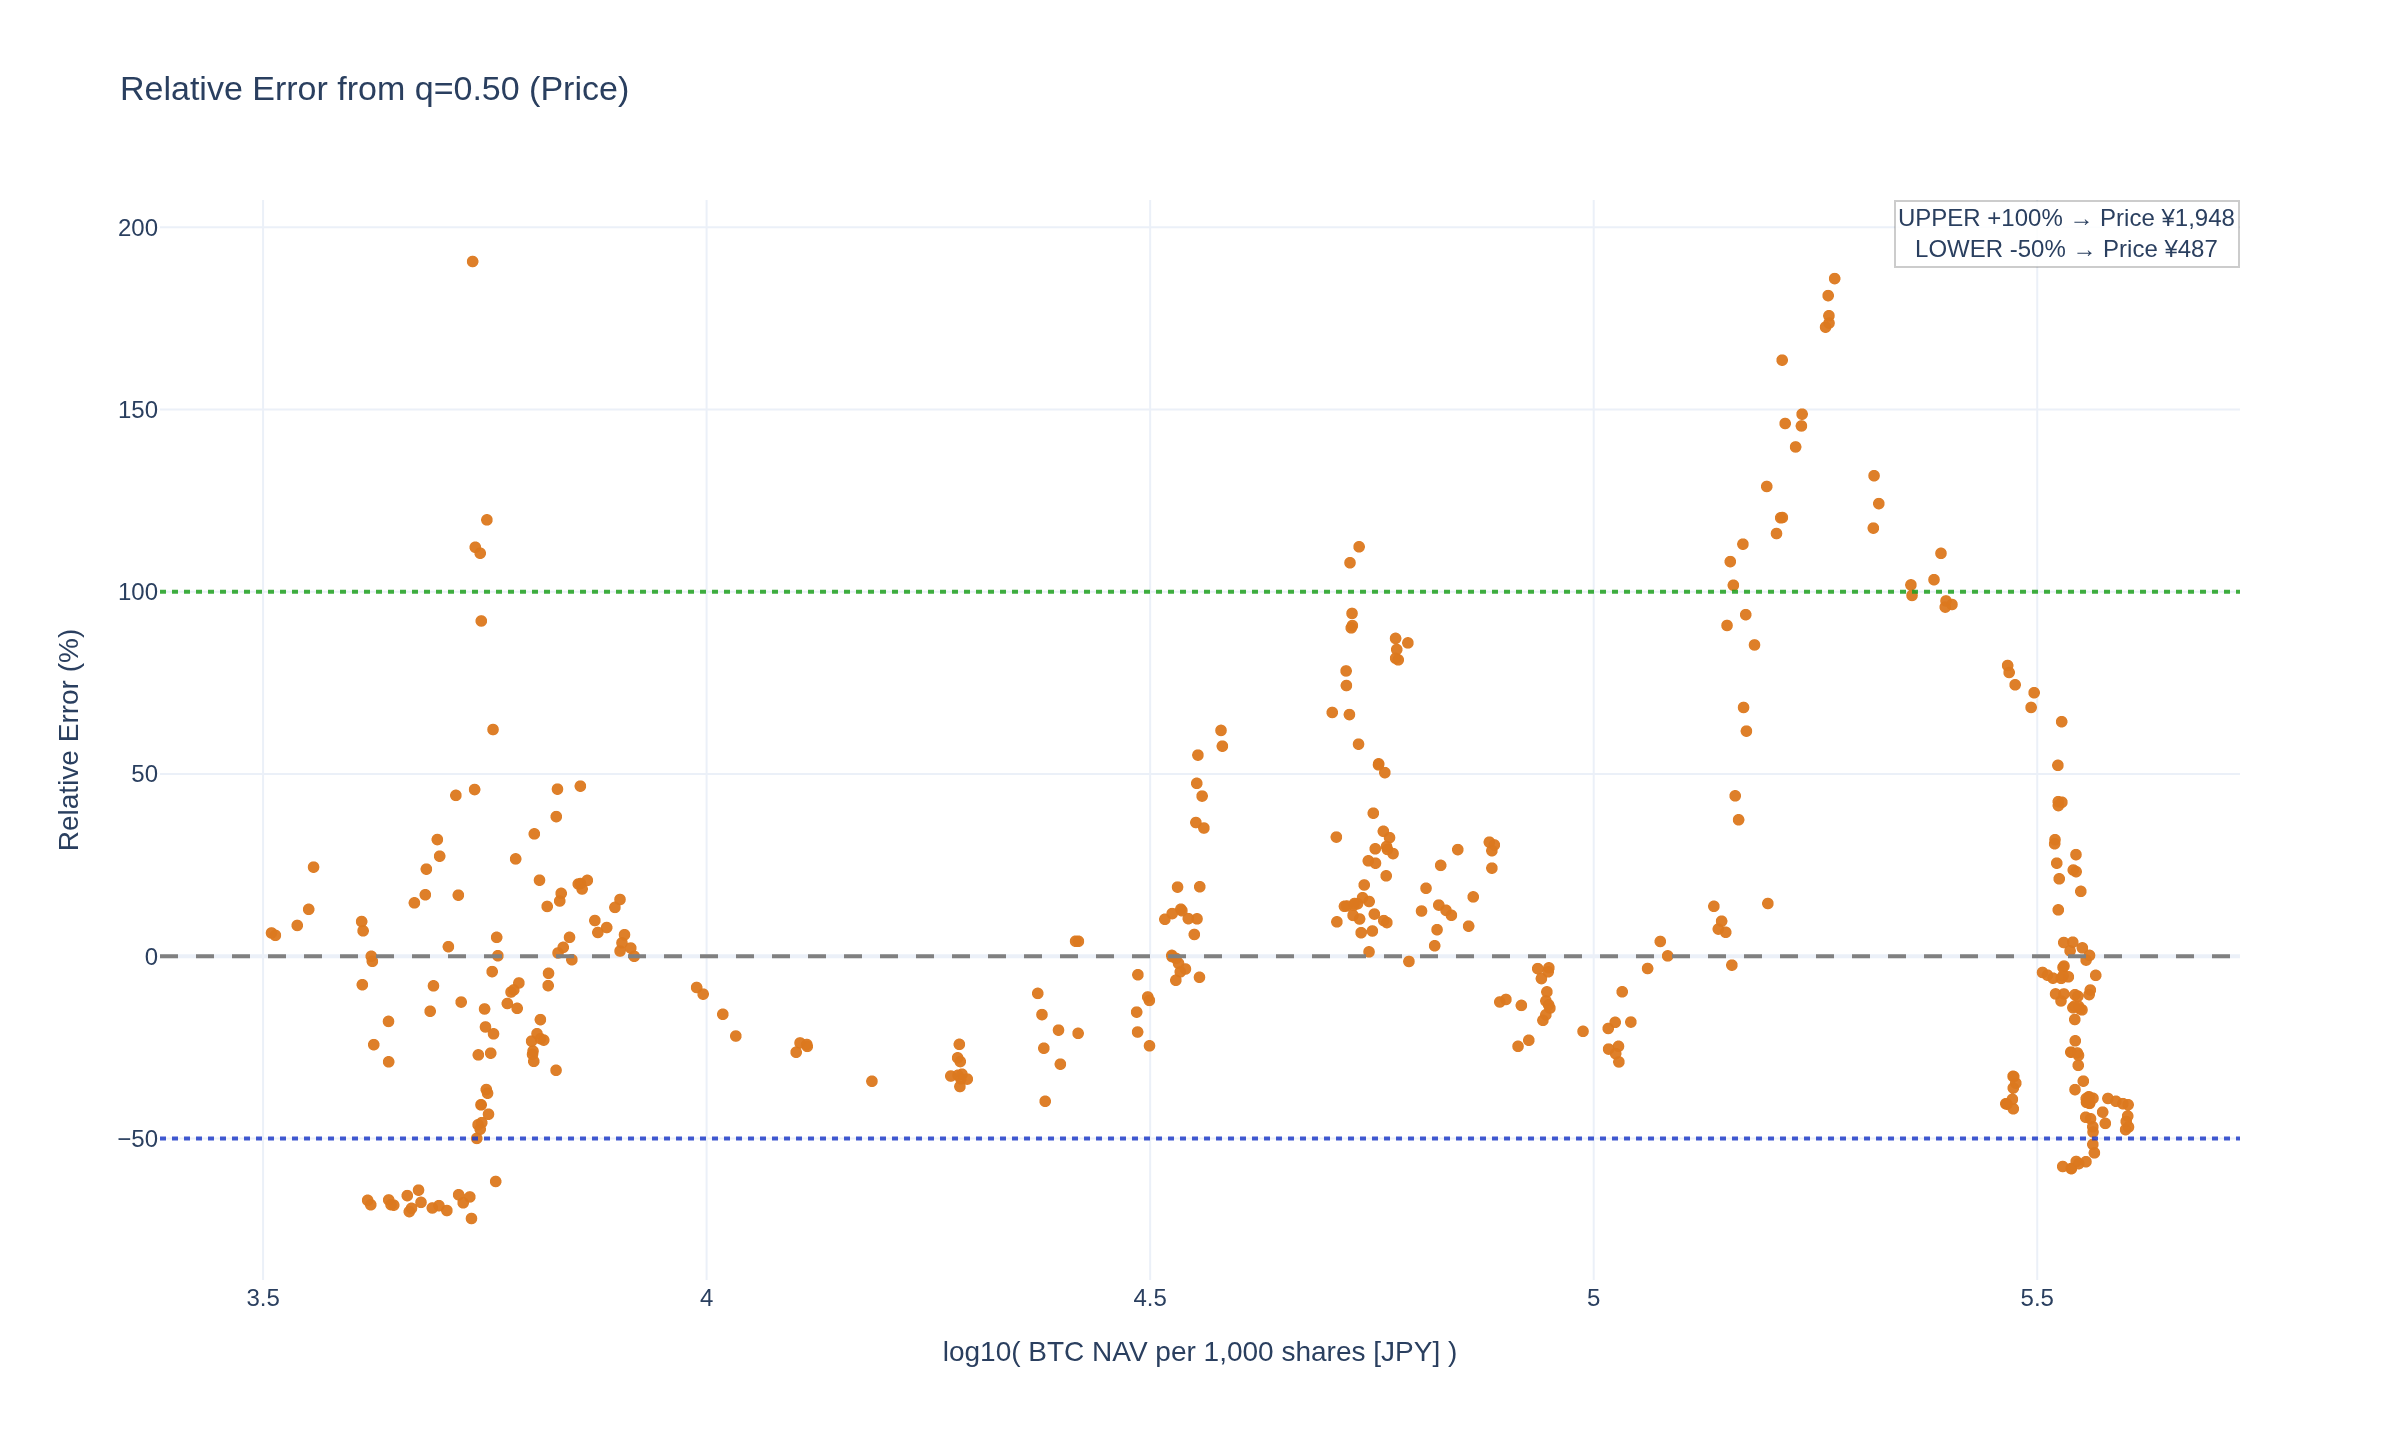 Relative Error from q=0.50 (Price)
UPPER +100% → Price ¥1,948
LOWER -50% → Price ¥487
200
150
100
50
0
−50
Relative Error (%)
3.5
4
4.5
5
5.5
log10( BTC NAV per 1,000 shares [JPY] )